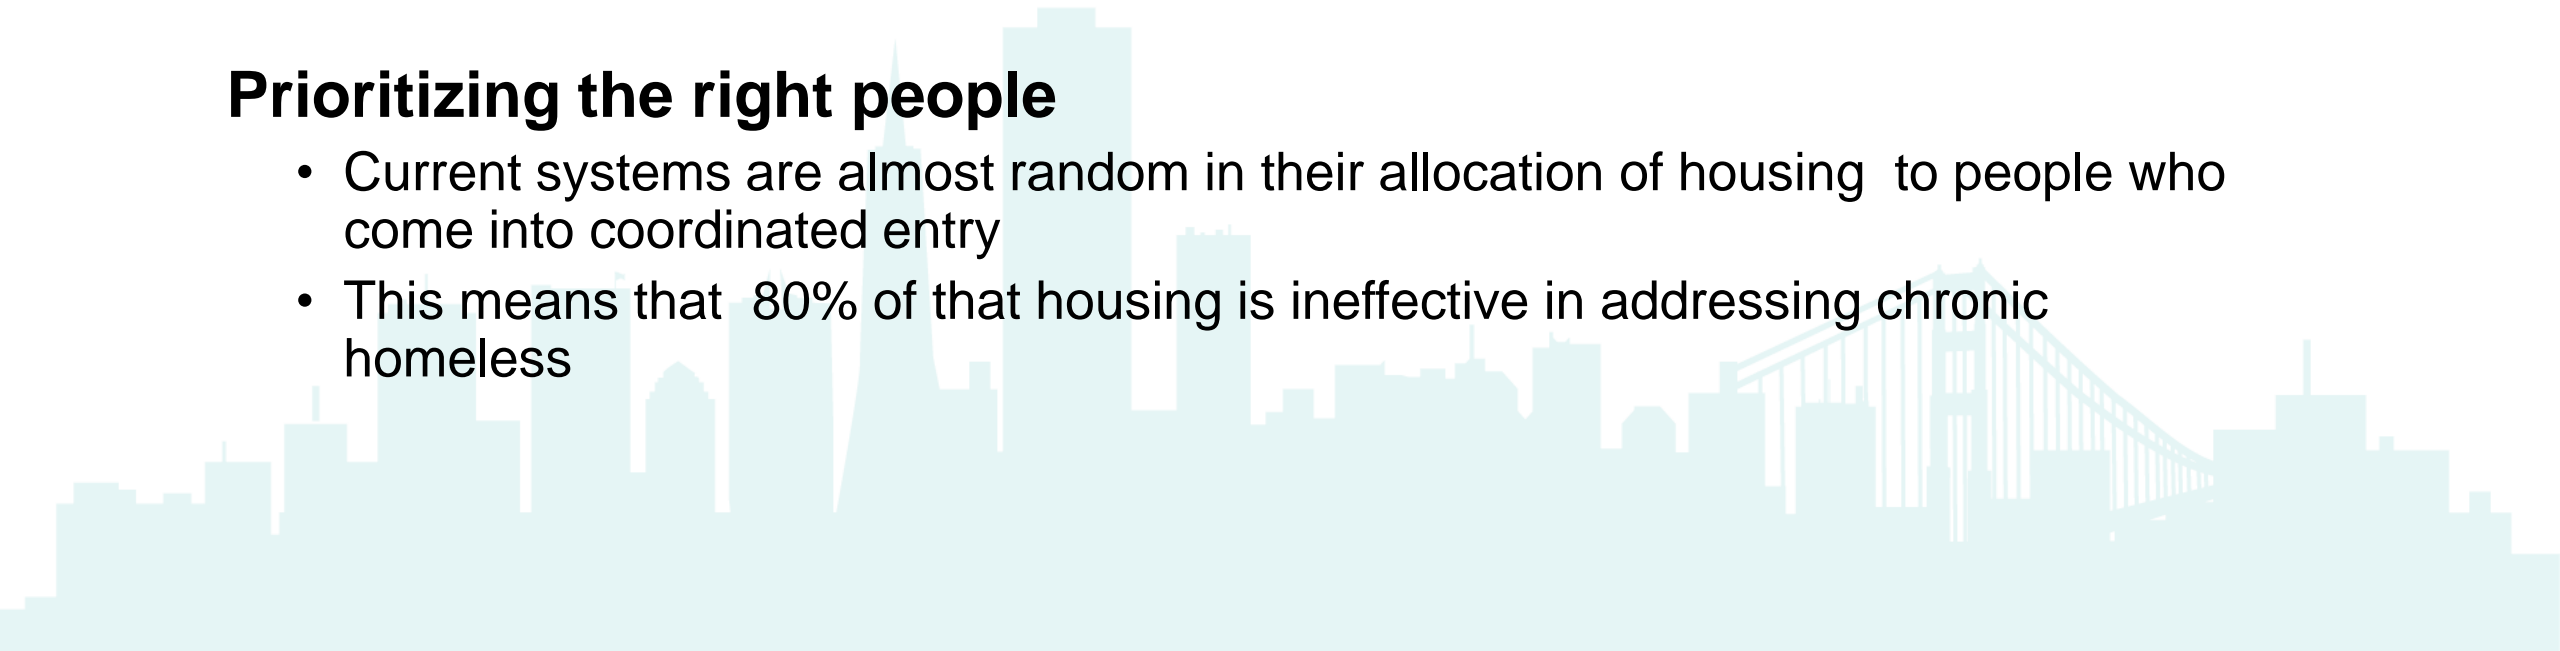 Prioritizing the right people
• Current systems are almost random in their allocation of housing  to people who
come into coordinated entry
• This means that  80% of that housing is ineffective in addressing chronic
homeless